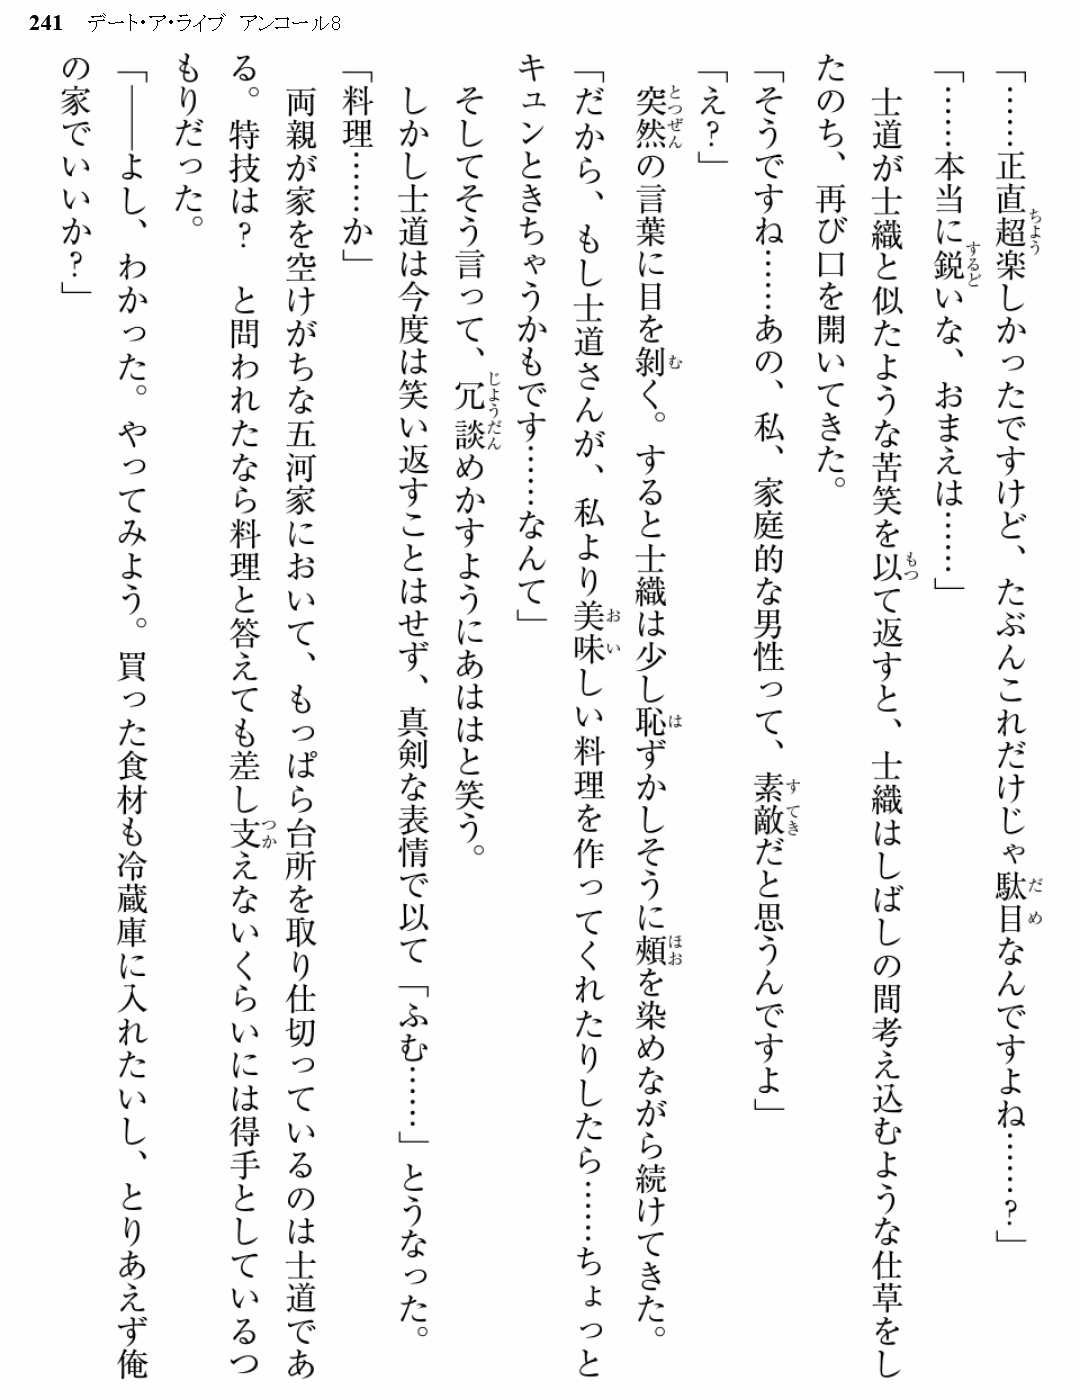 241 デート・ア・ライブ アンコール8
「……正直超楽しかったですけど、たぶんこれだけじゃ駄目なんですよね……?」
「……本当に鋭いな、おまえは……」
士道が士織と似たような苦笑を以て返すと、士織はしばしの間考え込むような仕草をし
たのち、再び口を開いてきた。
「そうですね……あの、私、家庭的な男性って、素敵だと思うんですよ」
「え?」
突然の言葉に目を剝く。すると士織は少し恥ずかしそうに頰を染めながら続けてきた。
「だから、もし士道さんが、私より美味しい料理を作ってくれたりしたら……ちょっと
キュンときちゃうかもです……なんて」
そしてそう言って、冗談めかすようにあははと笑う。
しかし士道は今度は笑い返すことはせず、真剣な表情で以て「ふむ……」とうなった。
「料理……か」
両親が家を空けがちな五河家において、もっぱら台所を取り仕切っているのは士道であ
る。特技は? と問われたなら料理と答えても差し支えないくらいには得手としているつ
もりだった。
「――よし、わかった。やってみよう。買った食材も冷蔵庫に入れたいし、とりあえず俺
の家でいいか?」